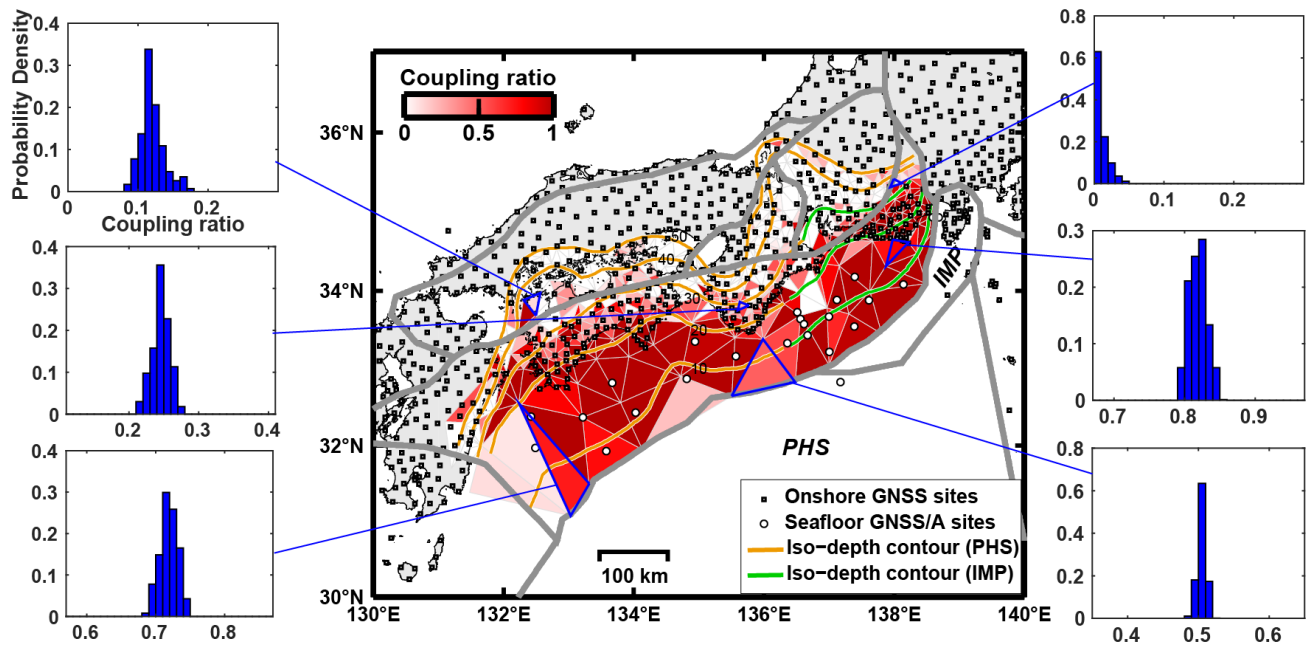 0.4
0.3
0.2
0.1
0
Probability Density
0 0.1 0.2
Coupling ratio
0.4
0.3
0.2
0.1
0
0.2 0.3 0.4
0.4
0.3
0.2
0.1
0
0.6 0.7 0.8
Coupling ratio
0 0.5 1
36°N
34°N
32°N
30°N
130°E 132°E 134°E 136°E 138°E 140°E
50
40
30
20
10
IMP
PHS
Onshore GNSS sites
Seafloor GNSS/A sites
Iso−depth contour (PHS)
Iso−depth contour (IMP)
100 km
0.8
0.6
0.4
0.2
0
0 0.1 0.2
0.3
0.2
0.1
0
0.7 0.8 0.9
0.8
0.6
0.4
0.2
0
0.4 0.5 0.6